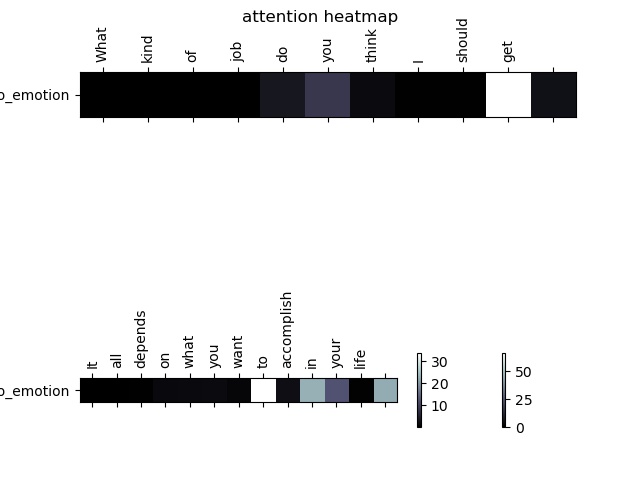 attention heatmap
What kind of job do you think I should get
o_emotion
It all depends on what you want to accomplish in your life
o_emotion
30
20
10
50
25
0